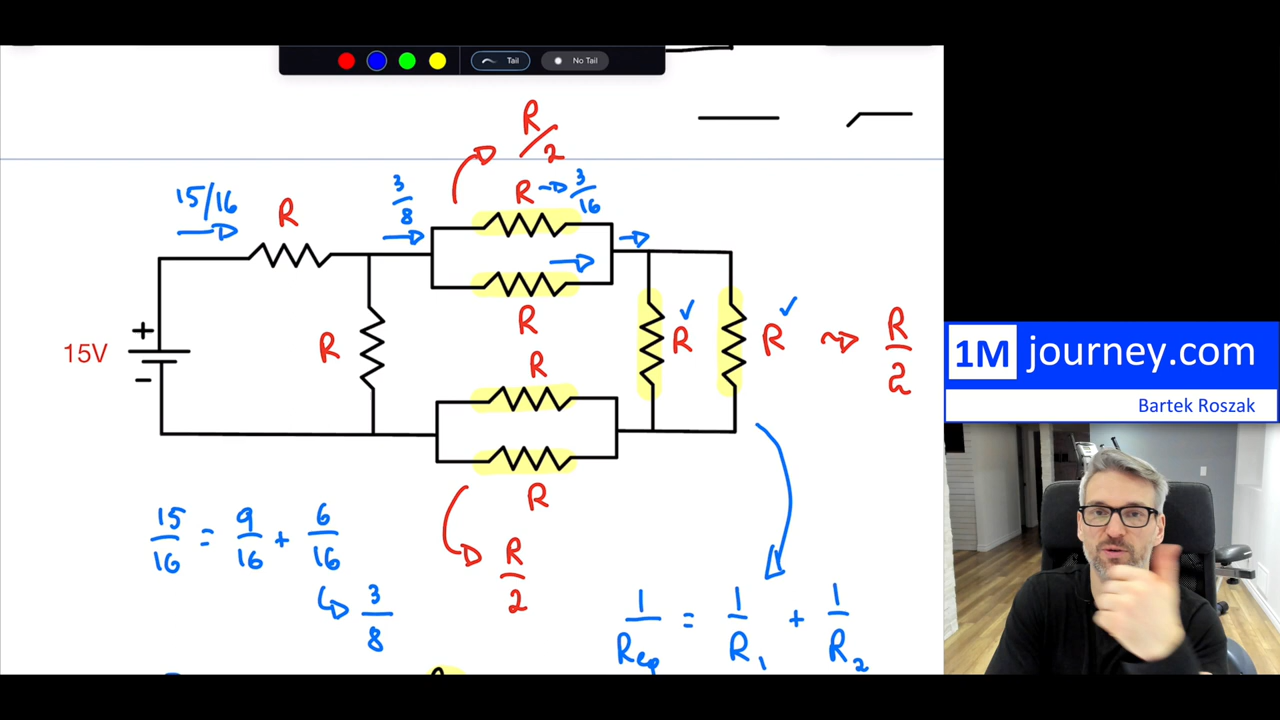 Tail
No Tail
R/2
15/16
R
3/8
R → 3/16
R
15V
+
−
R
R
R ✓
R ✓
R/2
R
R
R/2
15/16 = 9/16 + 6/16
3/8
1/Req = 1/R₁ + 1/R₂
1M journey.com
Bartek Roszak